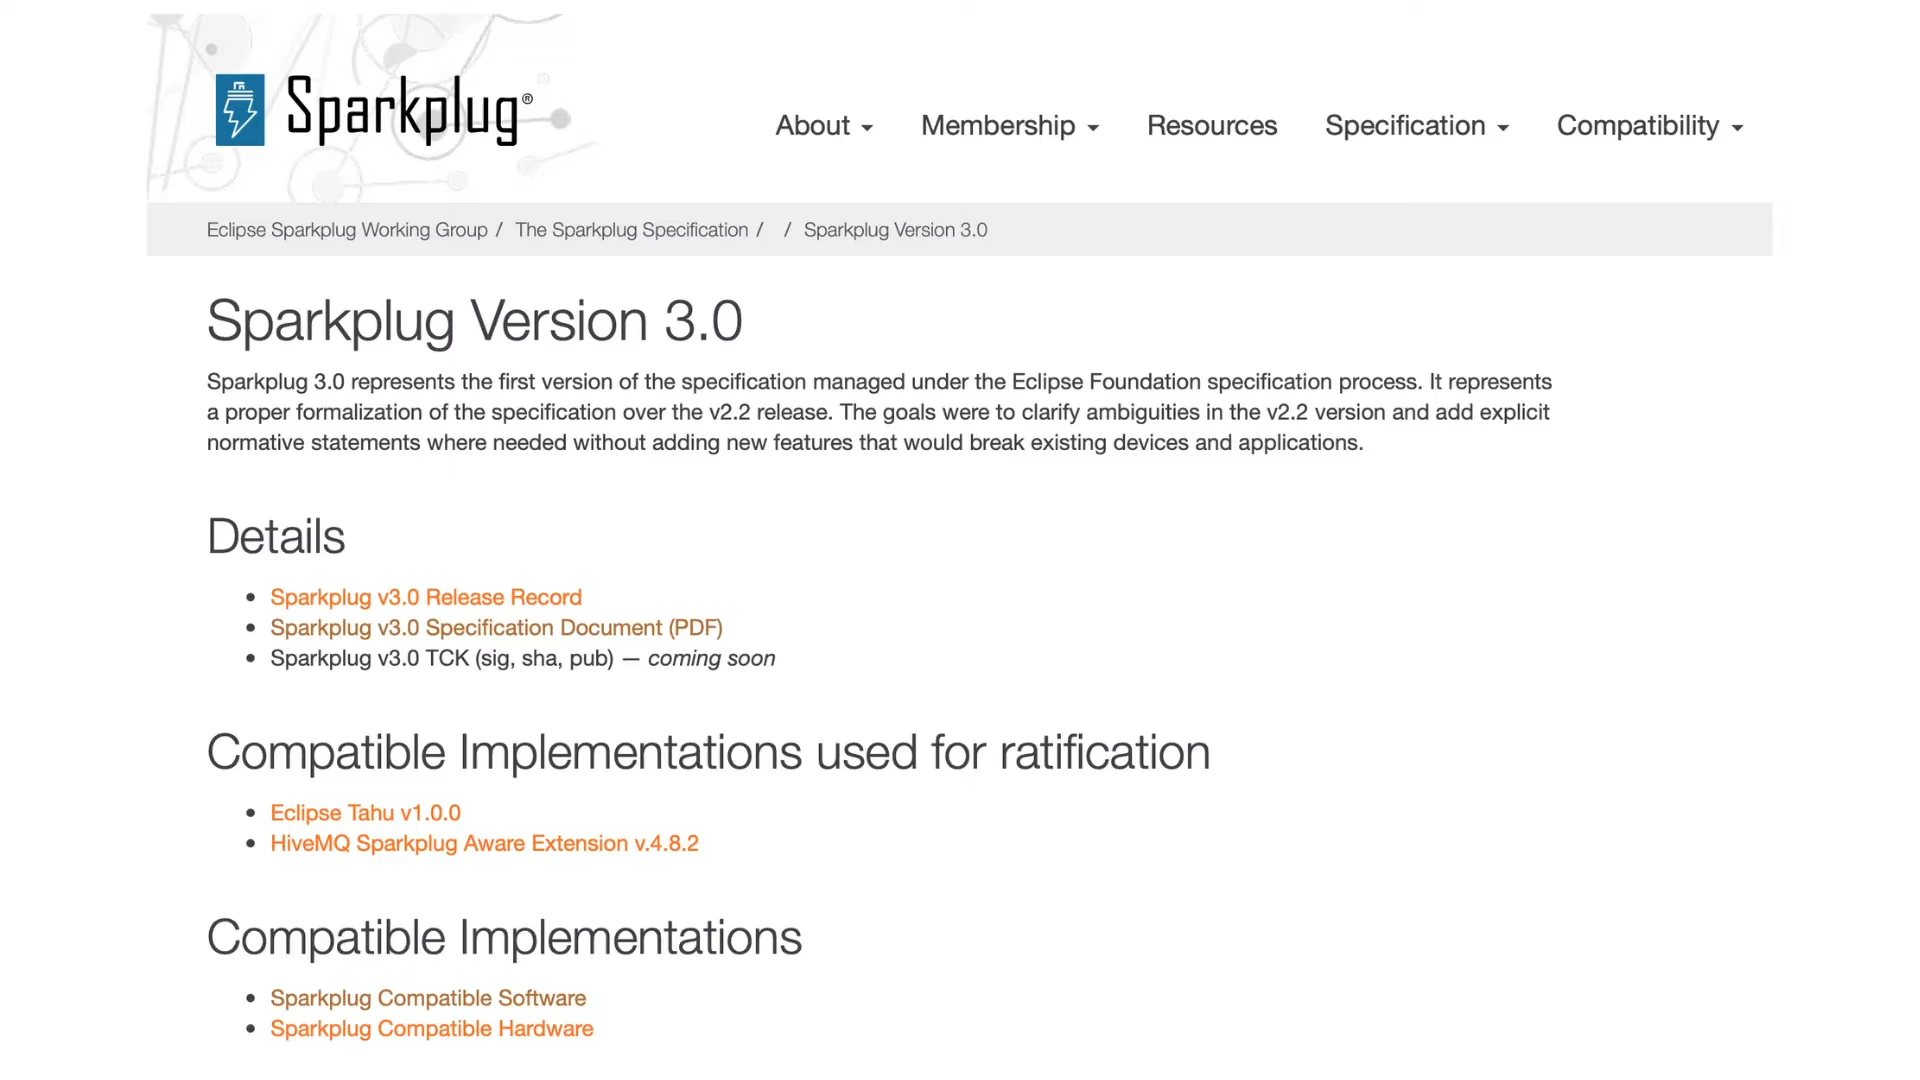 Sparkplug®
About Membership Resources Specification Compatibility
Eclipse Sparkplug Working Group / The Sparkplug Specification / / Sparkplug Version 3.0
Sparkplug Version 3.0
Sparkplug 3.0 represents the first version of the specification managed under the Eclipse Foundation specification process. It represents
a proper formalization of the specification over the v2.2 release. The goals were to clarify ambiguities in the v2.2 version and add explicit
normative statements where needed without adding new features that would break existing devices and applications.
Details
• Sparkplug v3.0 Release Record
• Sparkplug v3.0 Specification Document (PDF)
• Sparkplug v3.0 TCK (sig, sha, pub) — coming soon
Compatible Implementations used for ratification
• Eclipse Tahu v1.0.0
• HiveMQ Sparkplug Aware Extension v.4.8.2
Compatible Implementations
• Sparkplug Compatible Software
• Sparkplug Compatible Hardware